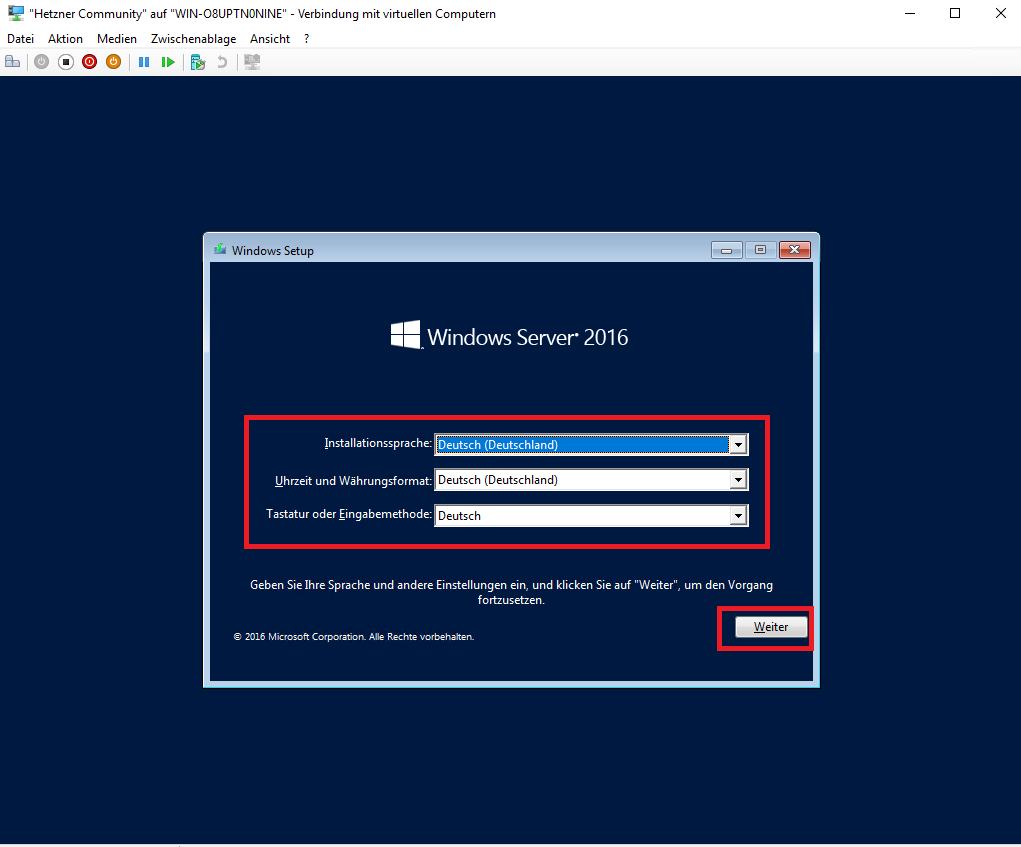 "Hetzner Community" auf "WIN-O8UPTN0NINE" - Verbindung mit virtuellen Computern
Datei Aktion Medien Zwischenablage Ansicht ?
Windows Setup
Windows Server® 2016
Installationssprache: Deutsch (Deutschland)
Uhrzeit und Währungsformat: Deutsch (Deutschland)
Tastatur oder Eingabemethode: Deutsch
Geben Sie Ihre Sprache und andere Einstellungen ein, und klicken Sie auf "Weiter", um den Vorgang
fortzusetzen.
Weiter
© 2016 Microsoft Corporation. Alle Rechte vorbehalten.